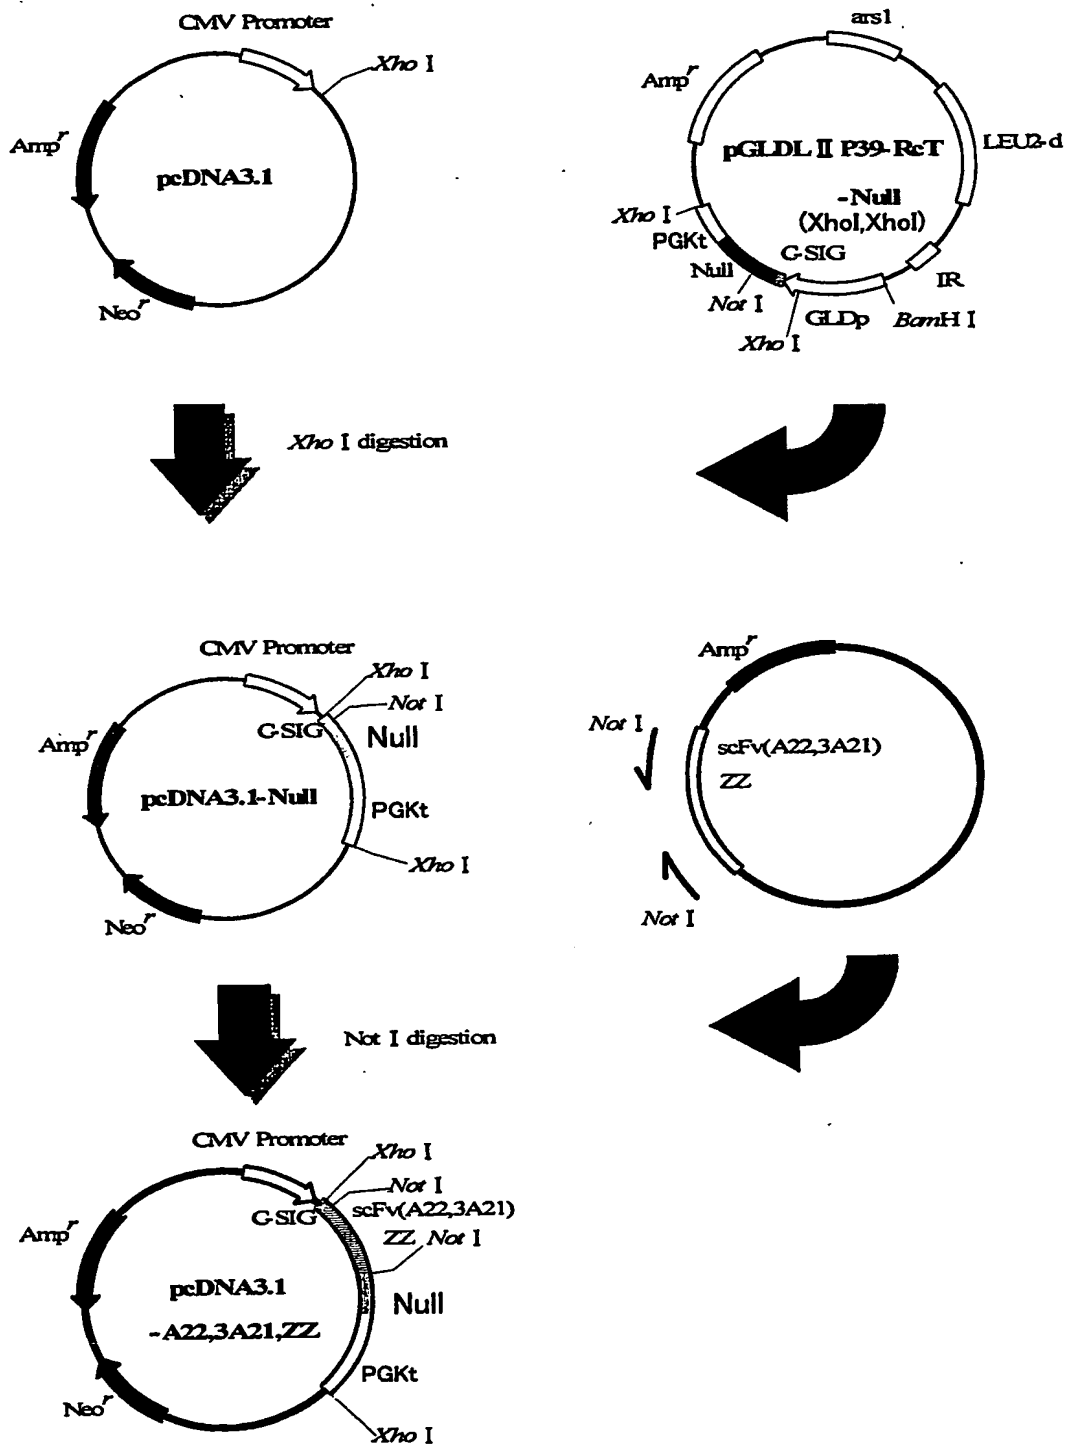 CMV Promoter
Xho I
Amp^r
pcDNA3.1
Neo^r
ars1
Amp^r
LEU2-d
pGLDL II P39-RcT
-Null
(XhoI,XhoI)
Xho I
PGKt
Null
G-SIG
Not I
IR
GLDp
BamH I
Xho I
Xho I digestion
CMV Promoter
Xho I
Not I
G-SIG
Null
Amp^r
pcDNA3.1-Null
PGKt
Xho I
Neo^r
Amp^r
Not I
scFv(A22,3A21)
ZZ
Not I
Not I digestion
CMV Promoter
Xho I
Not I
G-SIG
scFv(A22,3A21)
ZZ Not I
Amp^r
pcDNA3.1
-A22,3A21,ZZ
Null
PGKt
Neo^r
Xho I